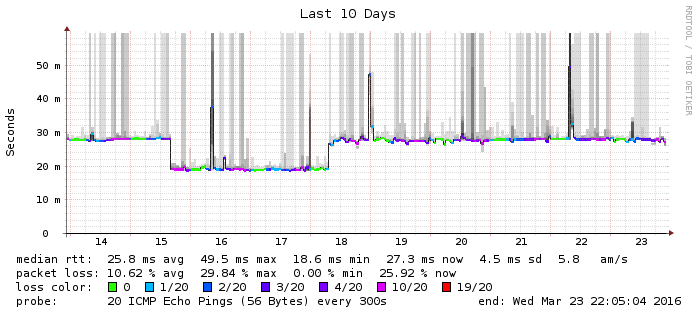 Last 10 Days
RRDTOOL / TOBI OETIKER
Seconds
50 m
40 m
30 m
20 m
10 m
0
14 15 16 17 18 19 20 21 22 23
median rtt: 25.8 ms avg 49.5 ms max 18.6 ms min 27.3 ms now 4.5 ms sd 5.8 am/s
packet loss: 10.62 % avg 29.84 % max 0.00 % min 25.92 % now
loss color: 0 1/20 2/20 3/20 4/20 10/20 19/20
probe: 20 ICMP Echo Pings (56 Bytes) every 300s end: Wed Mar 23 22:05:04 2016